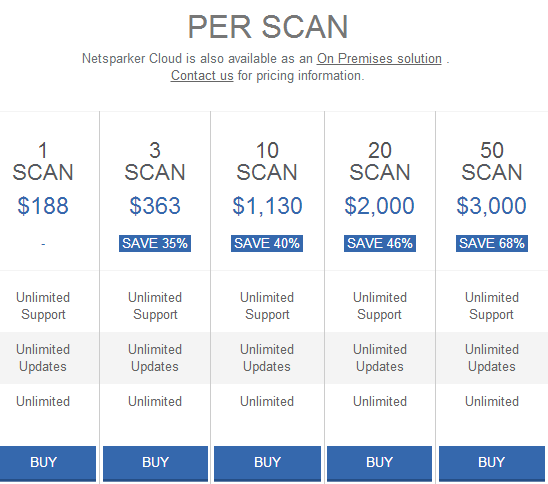 PER SCAN
Netsparker Cloud is also available as an On Premises solution .
Contact us for pricing information.
1
SCAN
$188
-
Unlimited
Support
Unlimited
Updates
Unlimited
BUY
3
SCAN
$363
SAVE 35%
Unlimited
Support
Unlimited
Updates
Unlimited
BUY
10
SCAN
$1,130
SAVE 40%
Unlimited
Support
Unlimited
Updates
Unlimited
BUY
20
SCAN
$2,000
SAVE 46%
Unlimited
Support
Unlimited
Updates
Unlimited
BUY
50
SCAN
$3,000
SAVE 68%
Unlimited
Support
Unlimited
Updates
Unlimited
BUY